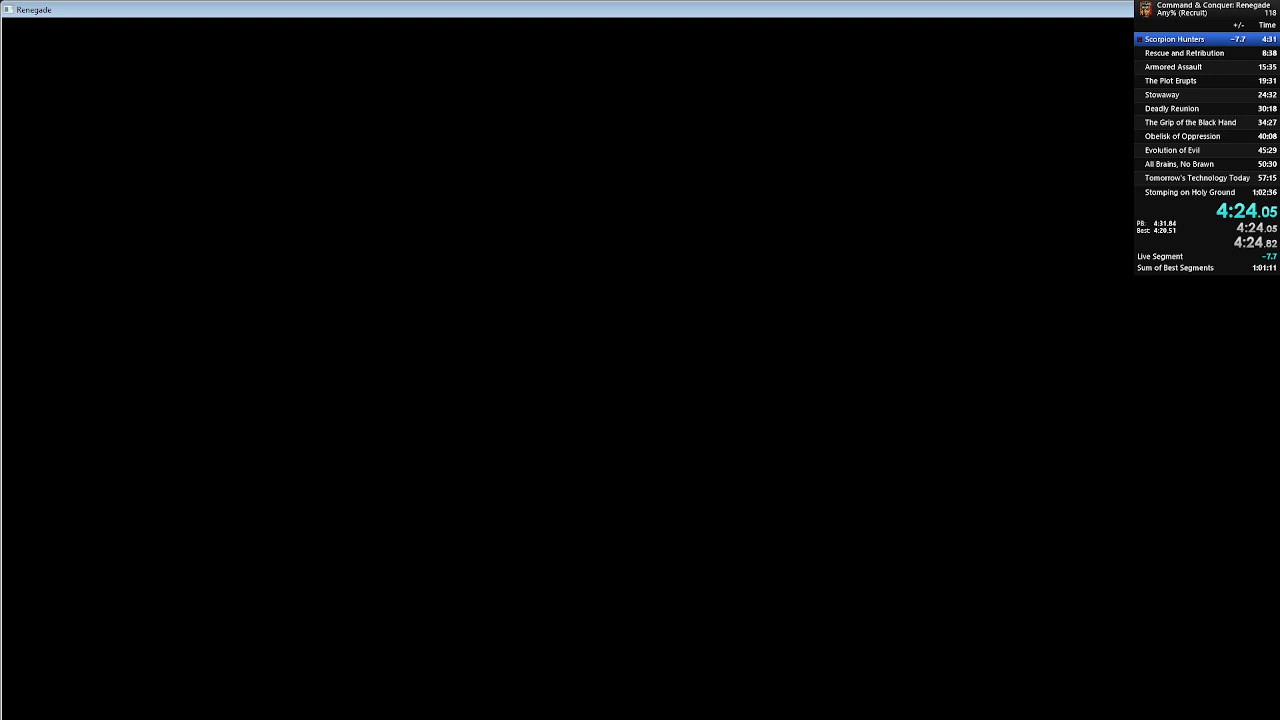 Renegade
Command & Conquer: Renegade
Any% (Recruit) 118
+/- Time
Scorpion Hunters −7.7 4:31
Rescue and Retribution 8:38
Armored Assault 15:35
The Plot Erupts 19:31
Stowaway 24:32
Deadly Reunion 30:18
The Grip of the Black Hand 34:27
Obelisk of Oppression 40:08
Evolution of Evil 45:29
All Brains, No Brawn 50:30
Tomorrow's Technology Today 57:15
Stomping on Holy Ground 1:02:36
4:24.05
PB: 4:31.84 4:24.05
Best: 4:20.51
4:24.82
Live Segment −7.7
Sum of Best Segments 1:01:11